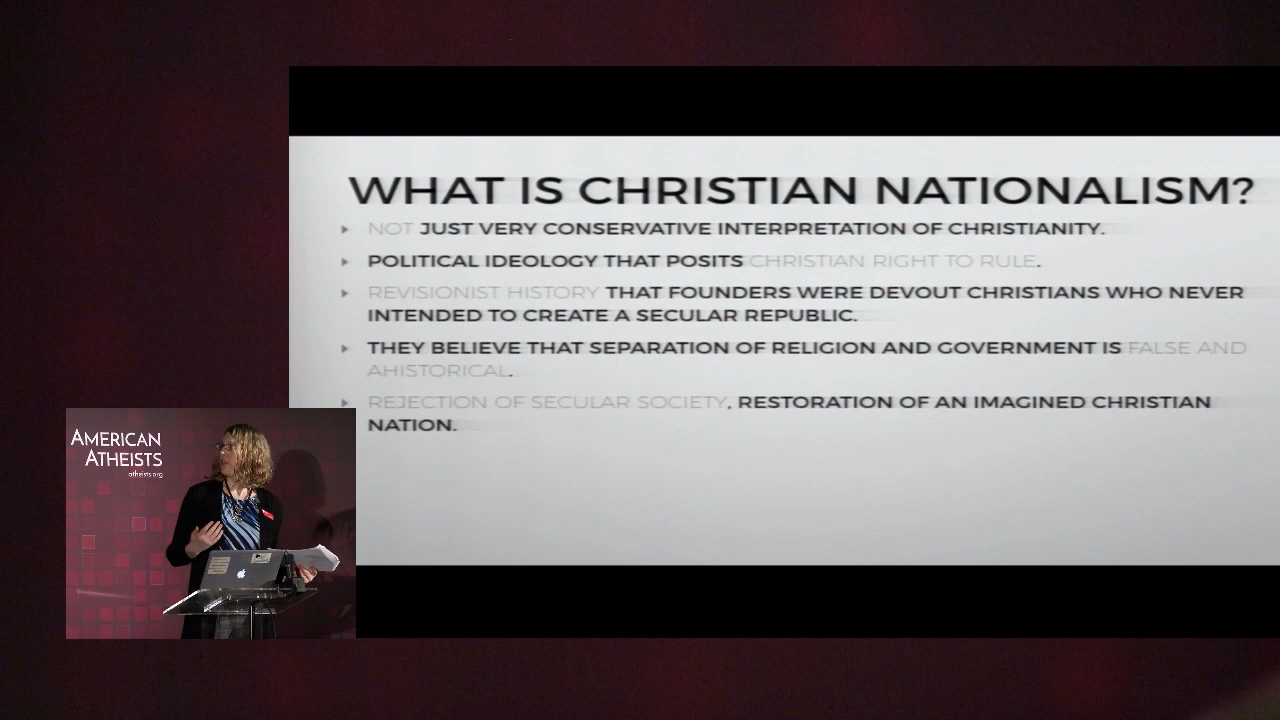 WHAT IS CHRISTIAN NATIONALISM?
NOT JUST VERY CONSERVATIVE INTERPRETATION OF CHRISTIANITY.
POLITICAL IDEOLOGY THAT POSITS CHRISTIAN RIGHT TO RULE.
REVISIONIST HISTORY THAT FOUNDERS WERE DEVOUT CHRISTIANS WHO NEVER
INTENDED TO CREATE A SECULAR REPUBLIC.
THEY BELIEVE THAT SEPARATION OF RELIGION AND GOVERNMENT IS FALSE AND
AHISTORICAL.
REJECTION OF SECULAR SOCIETY, RESTORATION OF AN IMAGINED CHRISTIAN
NATION.
AMERICAN
ATHEISTS
atheists.org